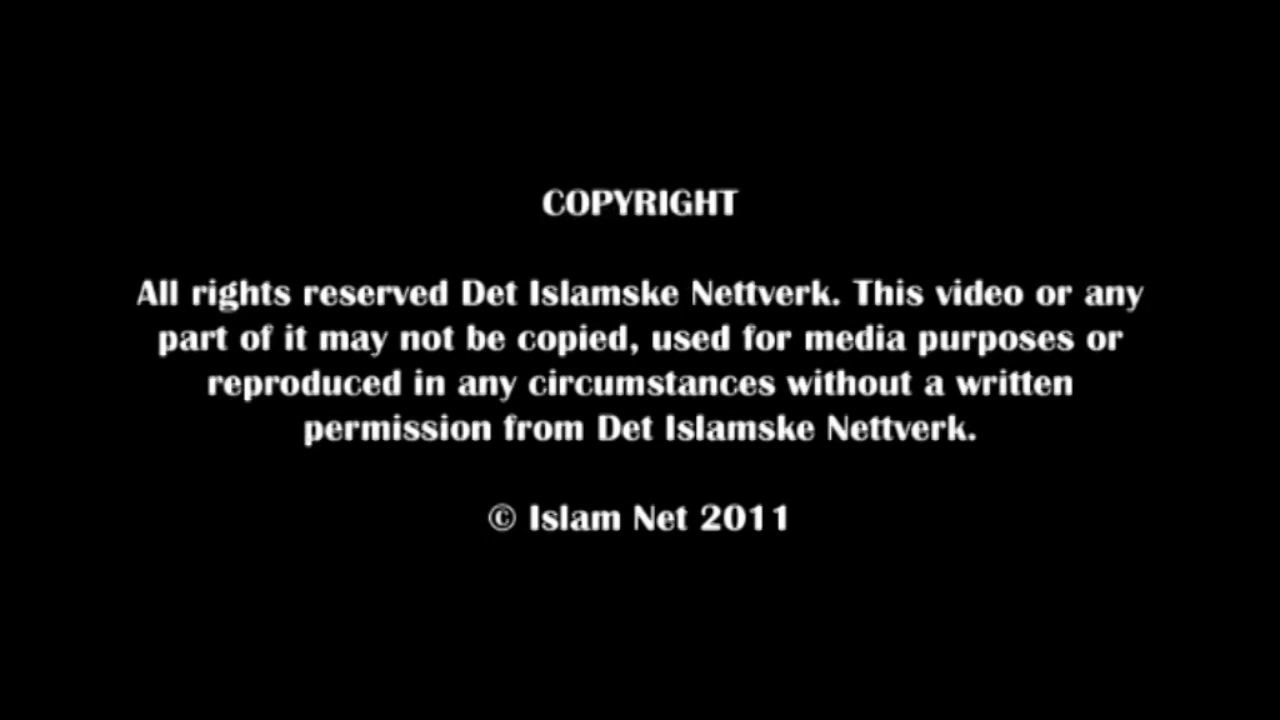 COPYRIGHT
All rights reserved Det Islamske Nettverk. This video or any
part of it may not be copied, used for media purposes or
reproduced in any circumstances without a written
permission from Det Islamske Nettverk.
© Islam Net 2011